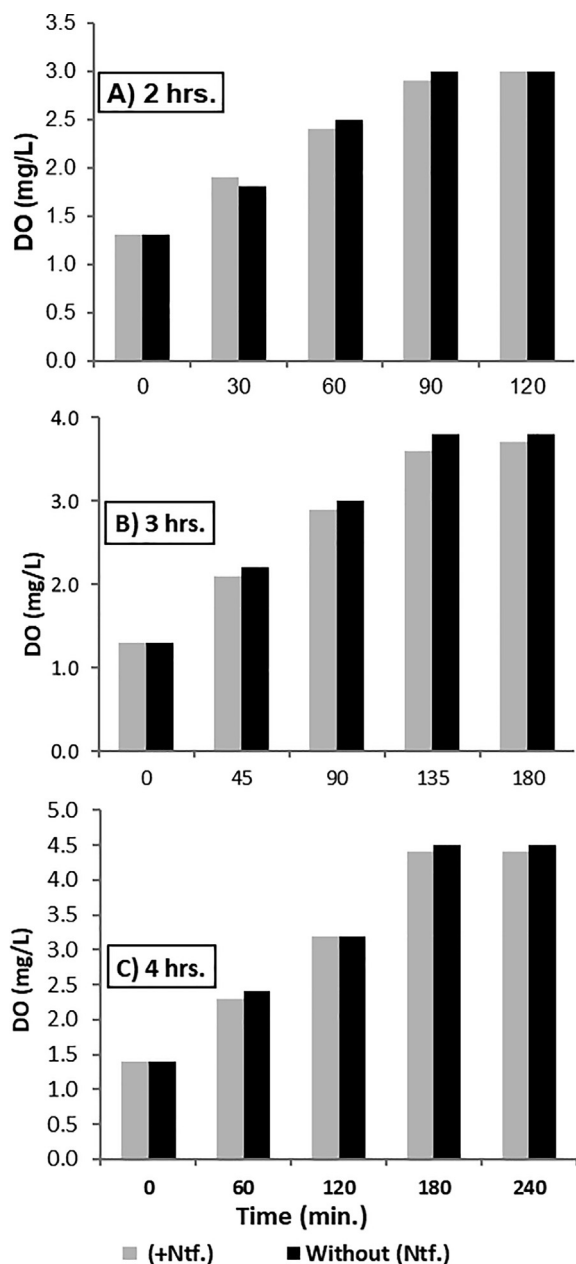 3.5
3.0
2.5
2.0
1.5
1.0
0.5
0.0
DO (mg/L)
A) 2 hrs.
0 30 60 90 120
4.0
3.0
2.0
1.0
0.0
DO (mg/L)
B) 3 hrs.
0 45 90 135 180
5.0
4.5
4.0
3.5
3.0
2.5
2.0
1.5
1.0
0.5
0.0
DO (mg/L)
C) 4 hrs.
0 60 120 180 240
Time (min.)
(+Ntf.) Without (Ntf.)